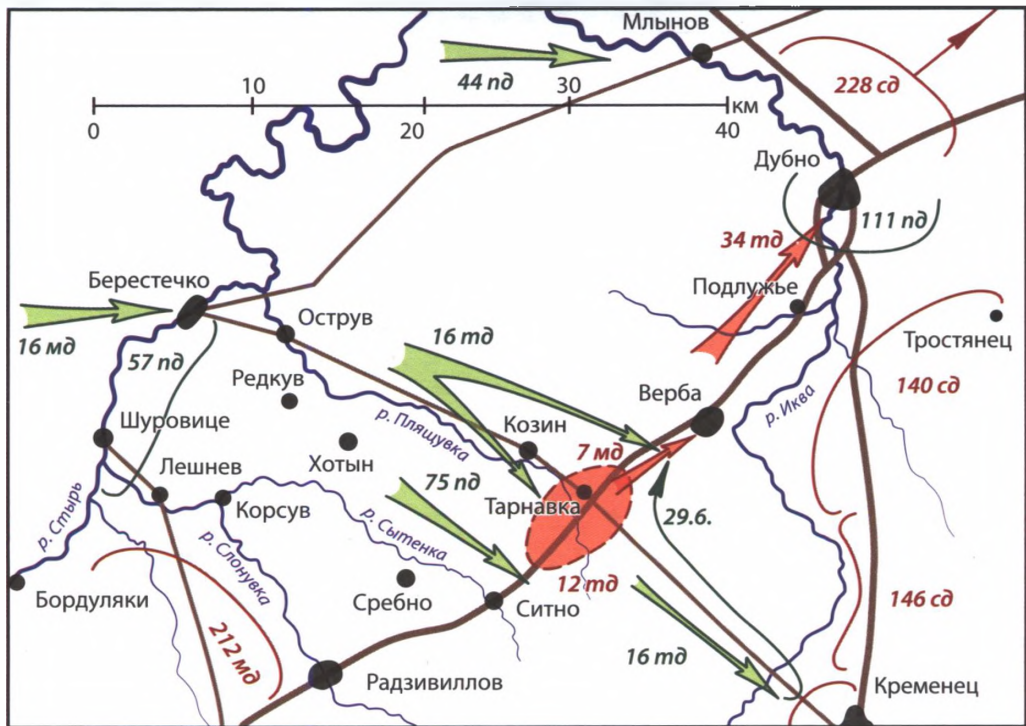 Млынов
44 пд
228 сд
10
30
км
0
20
40
Дубно
111 пд
34 тд
Берестечко
Подлужье
16 мд
57 пд
Острув
16 тд
Тростянец
Редкув
140 сд
Верба
р. Иква
р. Пляшувка
Шуровице
Козин
7 мд
Хотын
Лешнев
75 пд
Тарнавка
Корсув
29.6.
р. Стырь
р. Сытенка
р. Слонувка
Бордуляки
Сребно
12 тд
Ситно
146 сд
212 мд
16 тд
Радзивиллов
Кременец